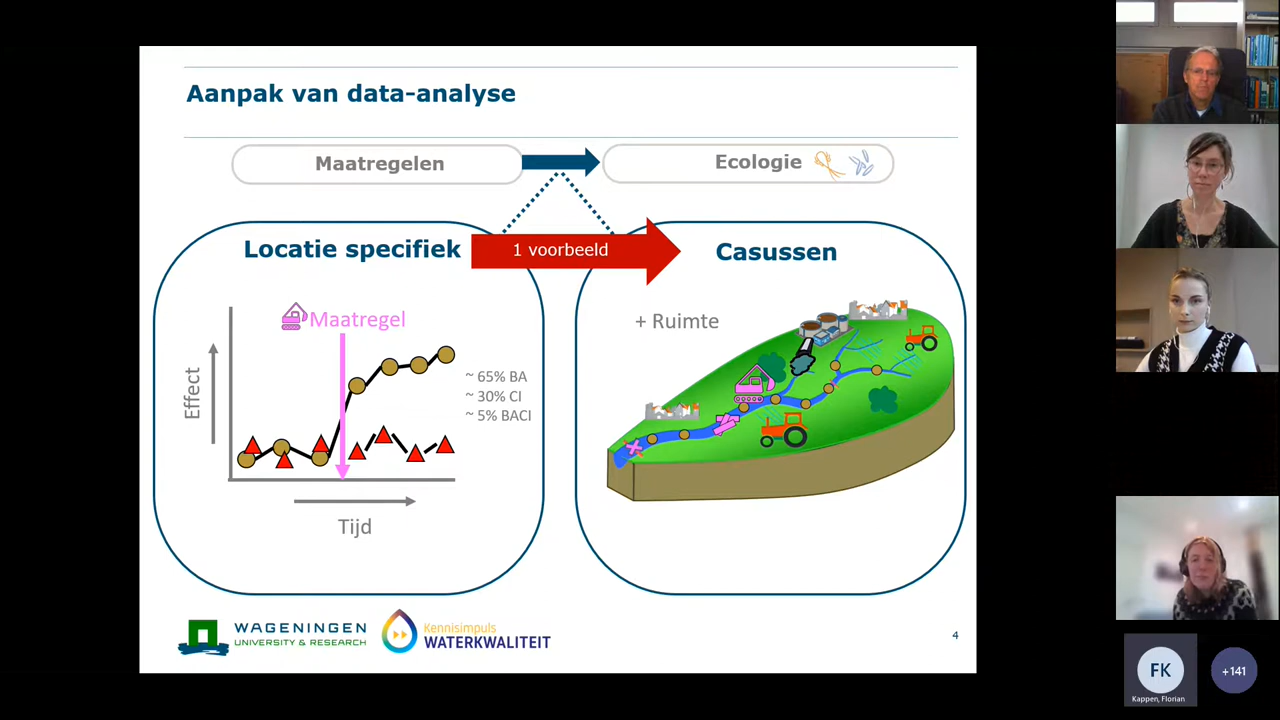 Aanpak van data-analyse
Maatregelen
Ecologie
Locatie specifiek
1 voorbeeld
Casussen
Maatregel
+ Ruimte
Effect
~ 65% BA
~ 30% CI
~ 5% BACI
Tijd
WAGENINGEN
UNIVERSITY & RESEARCH
Kennisimpuls
WATERKWALITEIT
4
FK
+141
Kappen, Florian